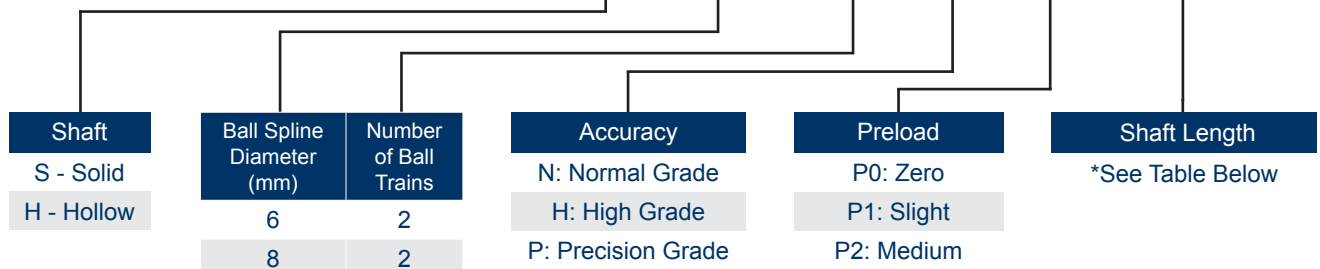 Shaft
S - Solid
H - Hollow
Ball Spline
Diameter
(mm)
Number
of Ball
Trains
6 2
8 2
Accuracy
N: Normal Grade
H: High Grade
P: Precision Grade
Preload
P0: Zero
P1: Slight
P2: Medium
Shaft Length
*See Table Below